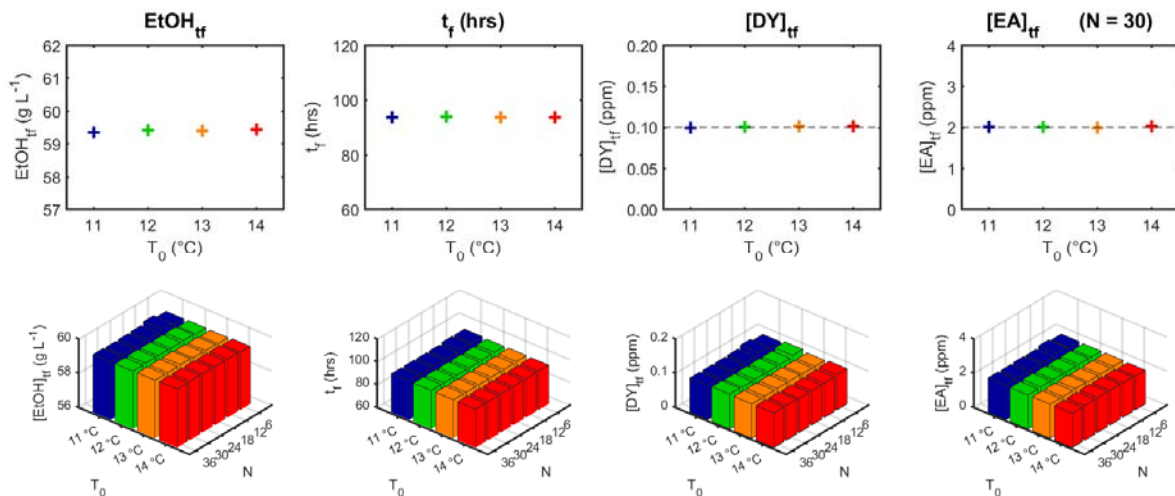 EtOH_tf
t_f (hrs)
[DY]_tf
[EA]_tf (N = 30)
EtOH_tf (g L⁻¹)
62
61
60
59
58
57
11 12 13 14
T_0 (°C)
t_f (hrs)
120
100
80
60
11 12 13 14
T_0 (°C)
[DY]_tf (ppm)
0.20
0.15
0.10
0.05
0.00
11 12 13 14
T_0 (°C)
[EA]_tf (ppm)
4
3
2
1
0
11 12 13 14
T_0 (°C)
[EtOH]_tf (g L⁻¹)
60
58
56
11 °C
12 °C
13 °C
14 °C
T_0
36 30 24 18 12 6
N
t_f (hrs)
120
100
80
60
11 °C
12 °C
13 °C
14 °C
T_0
36 30 24 18 12 6
N
[DY]_tf (ppm)
0.2
0.1
0
11 °C
12 °C
13 °C
14 °C
T_0
36 30 24 18 12 6
N
[EA]_tf (ppm)
4
2
0
11 °C
12 °C
13 °C
14 °C
T_0
36 30 24 18 12 6
N